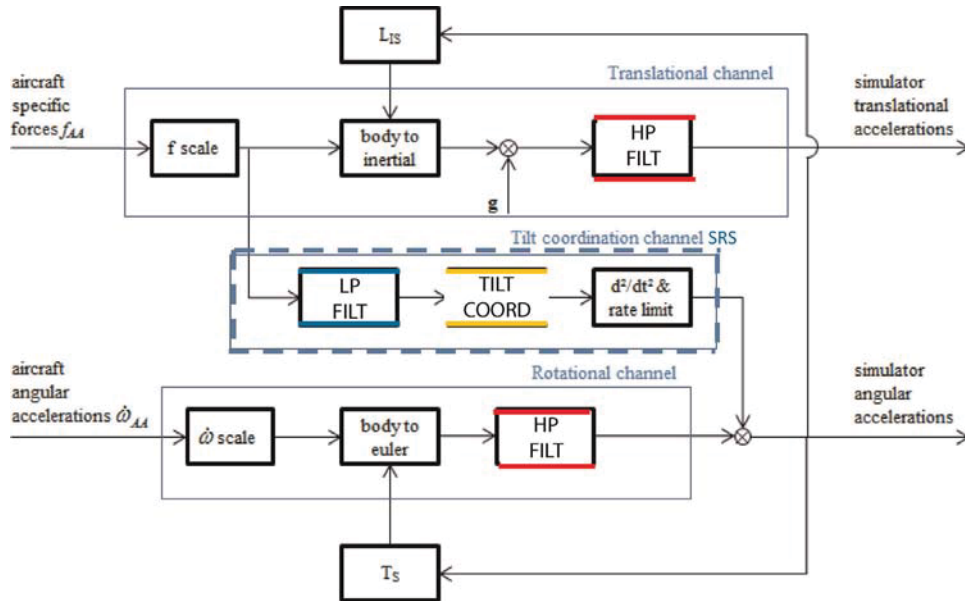 L_IS
Translational channel
aircraft
specific
forces f_AA
f scale
body to
inertial
HP
FILT
simulator
translational
accelerations
g
Tilt coordination channel SRS
LP
FILT
TILT
COORD
d²/dt² &
rate limit
aircraft
angular
accelerations ω̇_AA
Rotational channel
ω̇ scale
body to
euler
HP
FILT
simulator
angular
accelerations
T_S